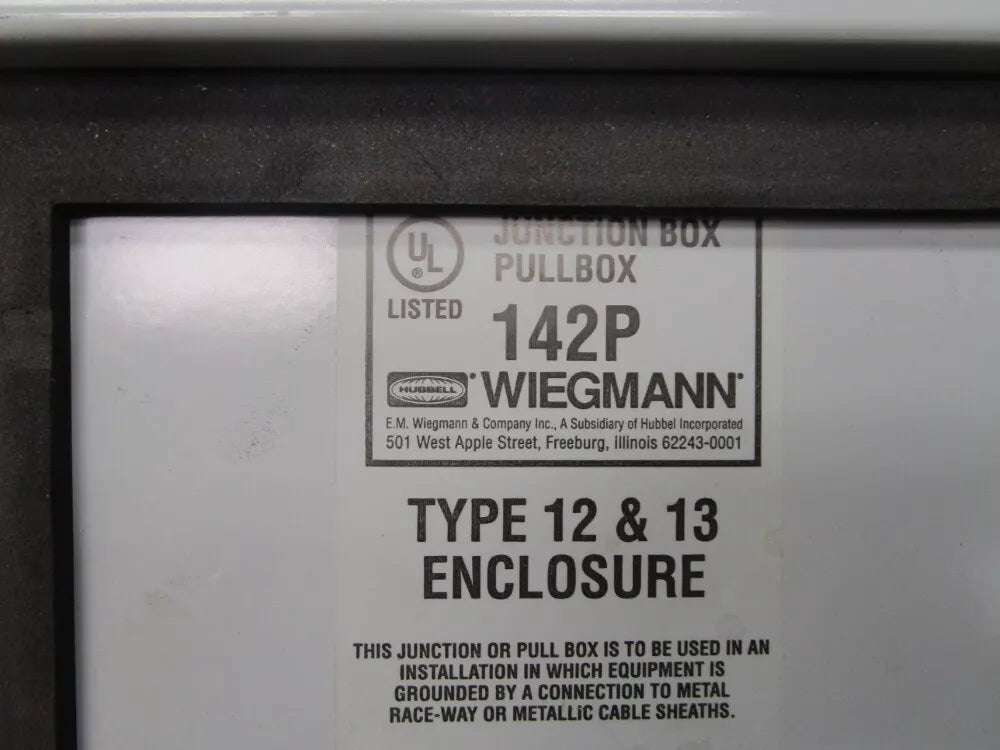 UL
®
LISTED
JUNCTION BOX
PULLBOX
142P
HUBBELL® WIEGMANN®
E.M. Wiegmann & Company Inc., A Subsidiary of Hubbel Incorporated
501 West Apple Street, Freeburg, Illinois 62243-0001
TYPE 12 & 13
ENCLOSURE
THIS JUNCTION OR PULL BOX IS TO BE USED IN AN
INSTALLATION IN WHICH EQUIPMENT IS
GROUNDED BY A CONNECTION TO METAL
RACE-WAY OR METALLiC CABLE SHEATHS.